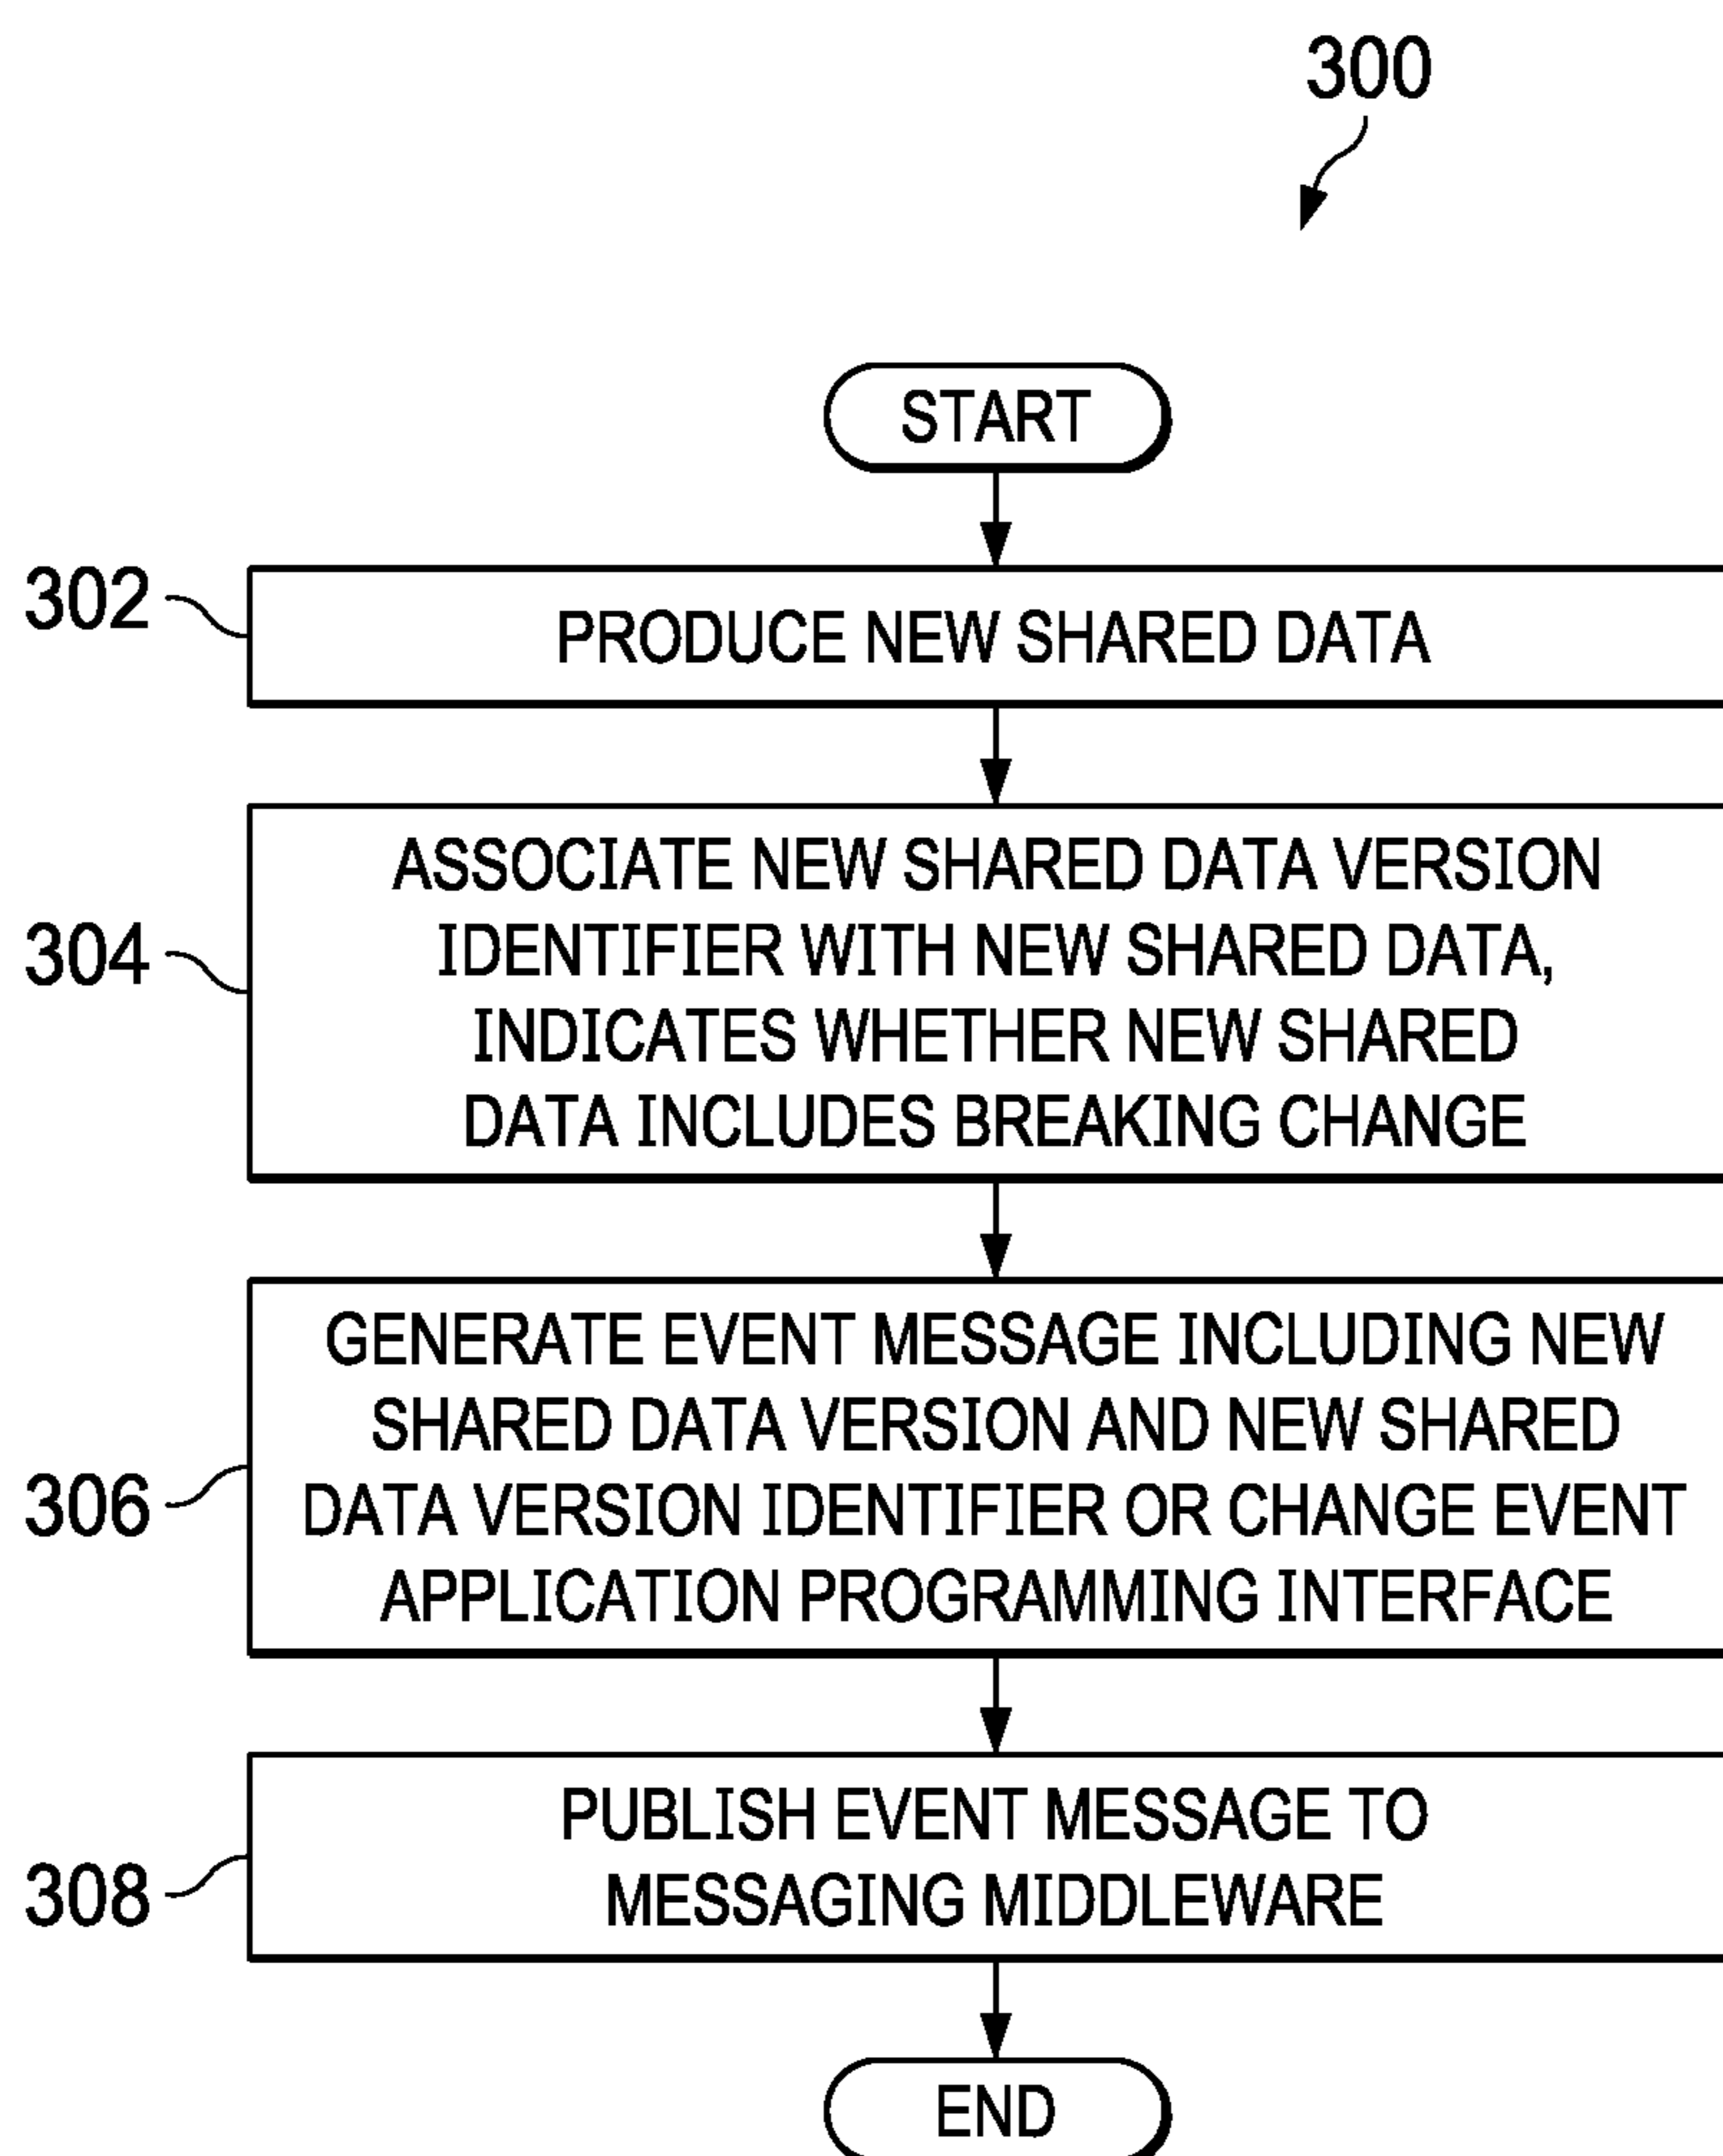 300
START
302
PRODUCE NEW SHARED DATA
304
ASSOCIATE NEW SHARED DATA VERSION
IDENTIFIER WITH NEW SHARED DATA,
INDICATES WHETHER NEW SHARED
DATA INCLUDES BREAKING CHANGE
306
GENERATE EVENT MESSAGE INCLUDING NEW
SHARED DATA VERSION AND NEW SHARED
DATA VERSION IDENTIFIER OR CHANGE EVENT
APPLICATION PROGRAMMING INTERFACE
308
PUBLISH EVENT MESSAGE TO
MESSAGING MIDDLEWARE
END